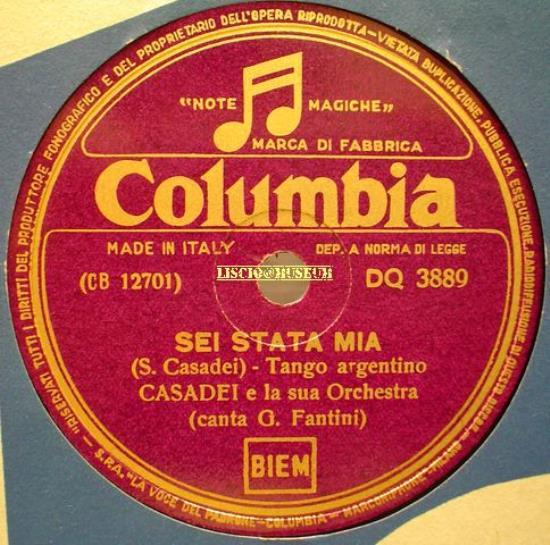 "RISERVATI TUTTI I DIRITTI DEL PRODUTTORE FONOGRAFICO E DEL PROPRIETARIO DELL'OPERA RIPRODOTTA - VIETATA DUPLICAZIONE, PUBBLICA ESECUZIONE, RADIODIFFUSIONE DI QUESTO DISCO"
"NOTE MAGICHE"
MARCA DI FABBRICA
Columbia
MADE IN ITALY DEP. A NORMA DI LEGGE
(CB 12701) DQ 3889
LISCIO@MUSEUM
SEI STATA MIA
(S. Casadei) - Tango argentino
CASADEI e la sua Orchestra
(canta G. Fantini)
BIEM
S.P.A. "LA VOCE DEL PADRONE - COLUMBIA - MARCONIPHONE" MILANO